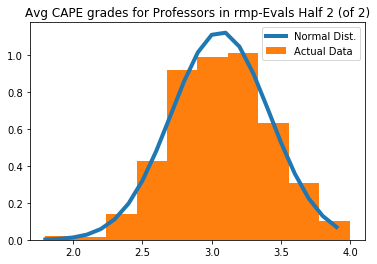 Avg CAPE grades for Professors in rmp-Evals Half 2 (of 2)
Normal Dist.
Actual Data
1.0
0.8
0.6
0.4
0.2
0.0
2.0 2.5 3.0 3.5 4.0